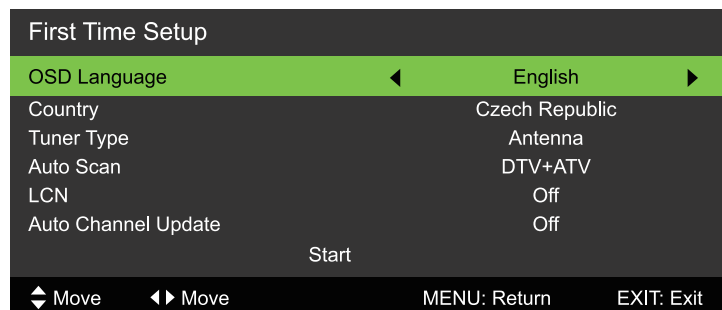 First Time Setup
OSD Language English
Country Czech Republic
Tuner Type Antenna
Auto Scan DTV+ATV
LCN Off
Auto Channel Update Off
Start
Move Move MENU: Return EXIT: Exit